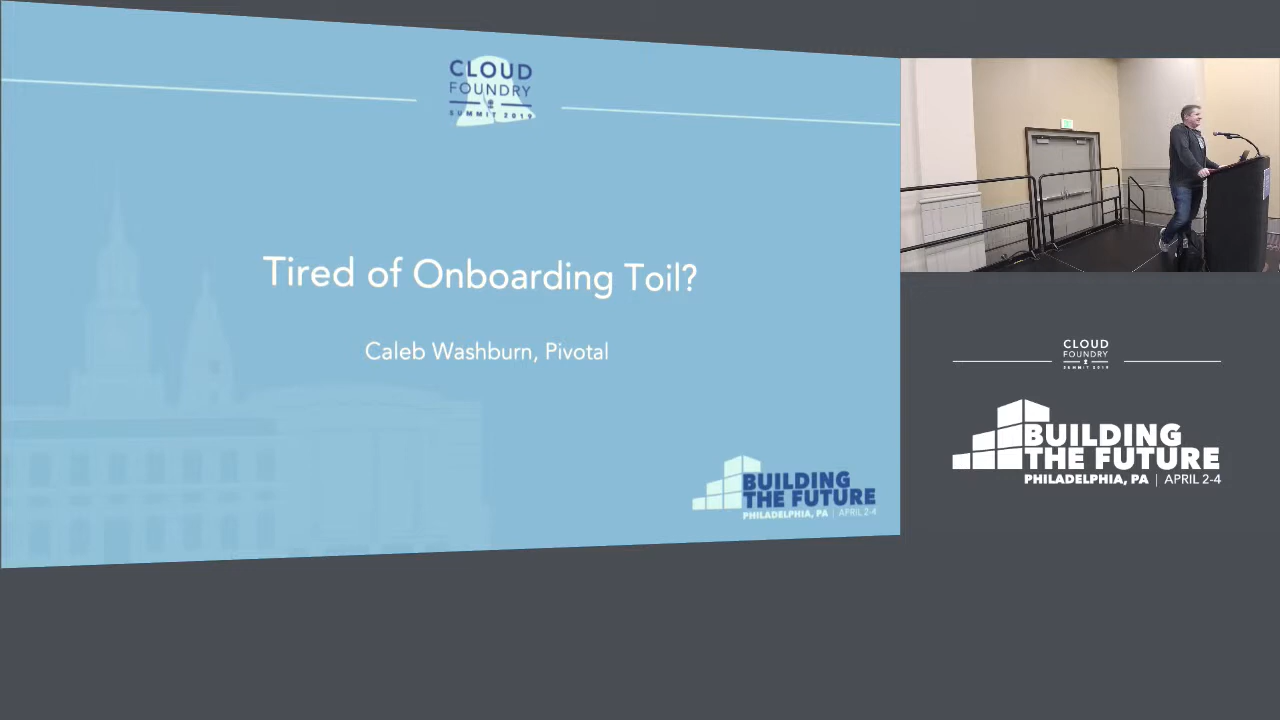 CLOUD
FOUNDRY
SUMMIT 2019
Tired of Onboarding Toil?
Caleb Washburn, Pivotal
BUILDING
THE FUTURE
PHILADELPHIA, PA | APRIL 2-4
CLOUD
FOUNDRY
SUMMIT 2019
BUILDING
THE FUTURE
PHILADELPHIA, PA | APRIL 2-4